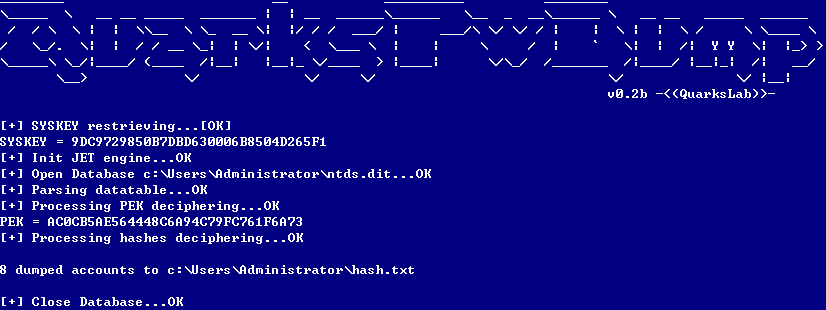 v0.2b -<(QuarksLab)>-
[+] SYSKEY restrieving...[OK]
SYSKEY = 9DC9729850B7DBD630006B8504D265F1
[+] Init JET engine...OK
[+] Open Database c:\Users\Administrator\ntds.dit...OK
[+] Parsing datatable...OK
[+] Processing PEK deciphering...OK
PEK = AC0CB5AE564448C6A94C79FC761F6A73
[+] Processing hashes deciphering...OK
8 dumped accounts to c:\Users\Administrator\hash.txt
[+] Close Database...OK